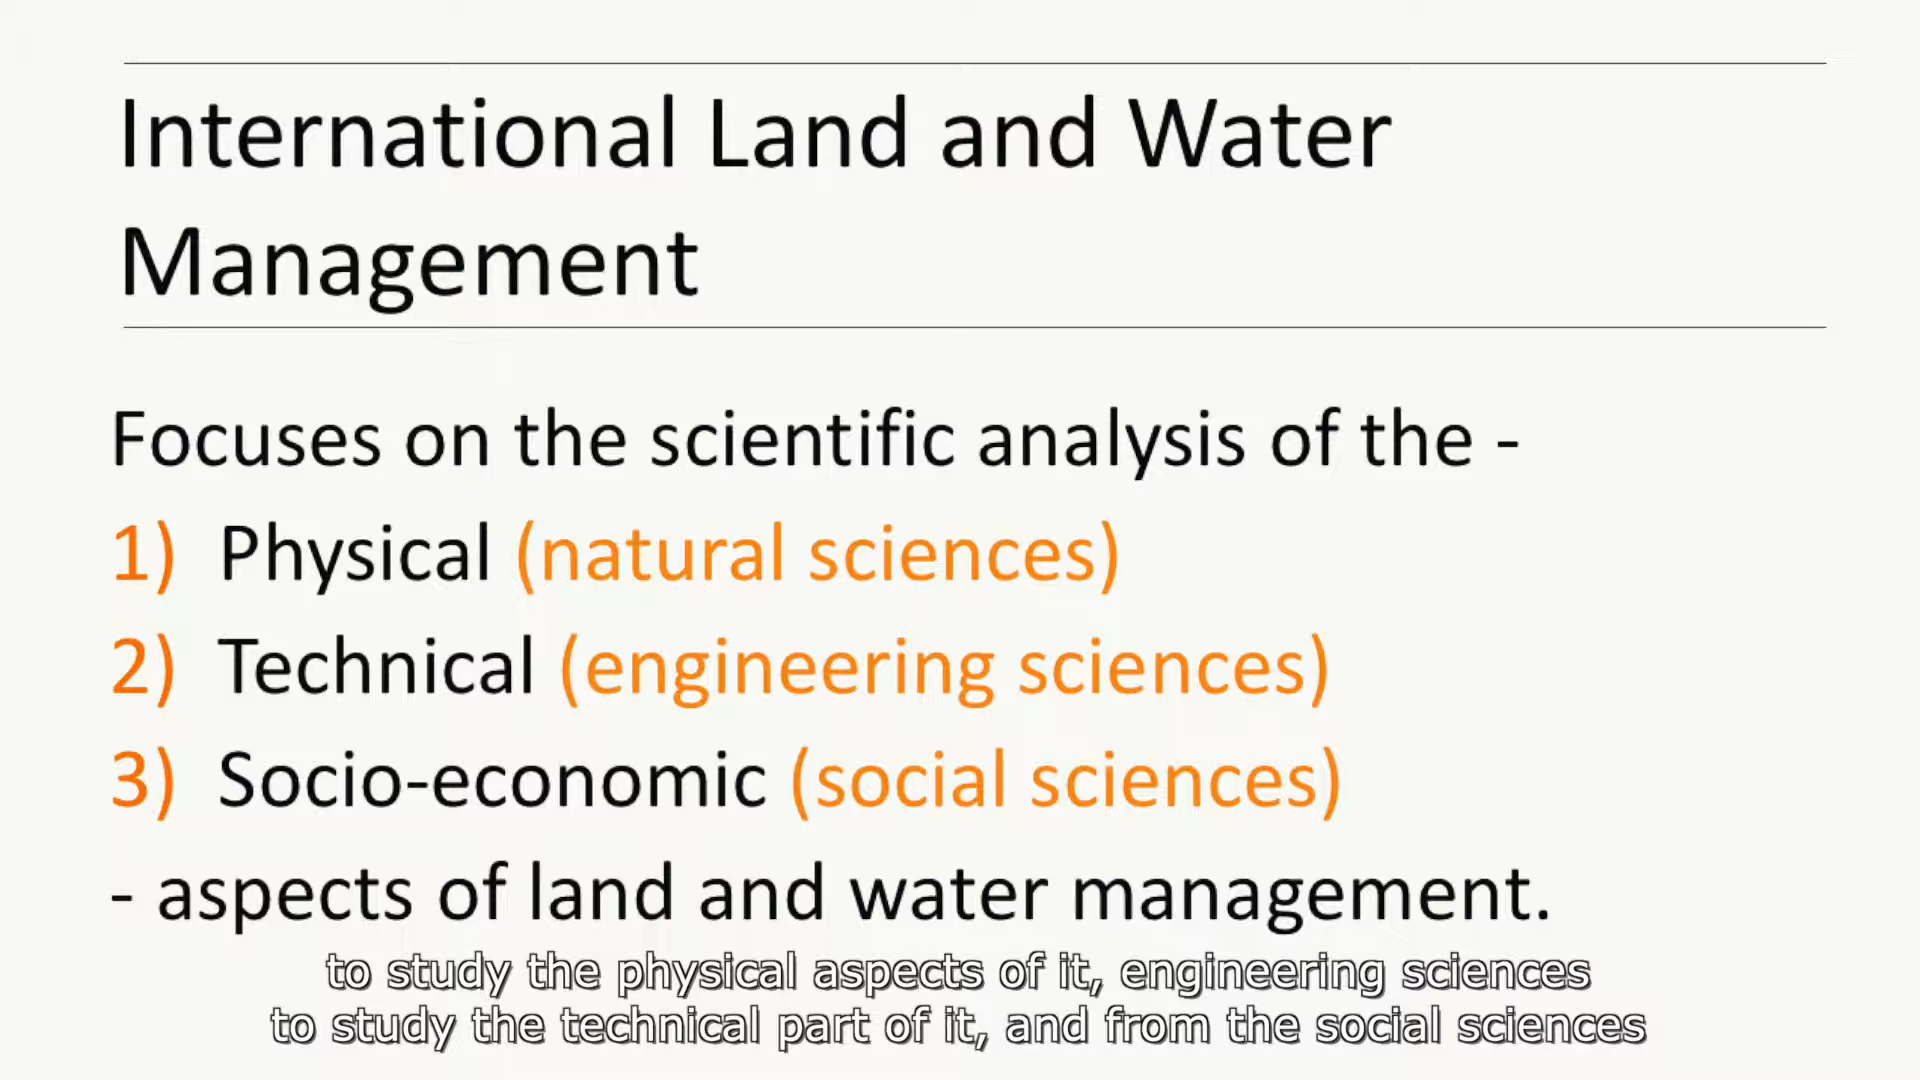 International Land and Water
Management
Focuses on the scientific analysis of the -
1) Physical (natural sciences)
2) Technical (engineering sciences)
3) Socio-economic (social sciences)
- aspects of land and water management.
to study the physical aspects of it, engineering sciences
to study the technical part of it, and from the social sciences